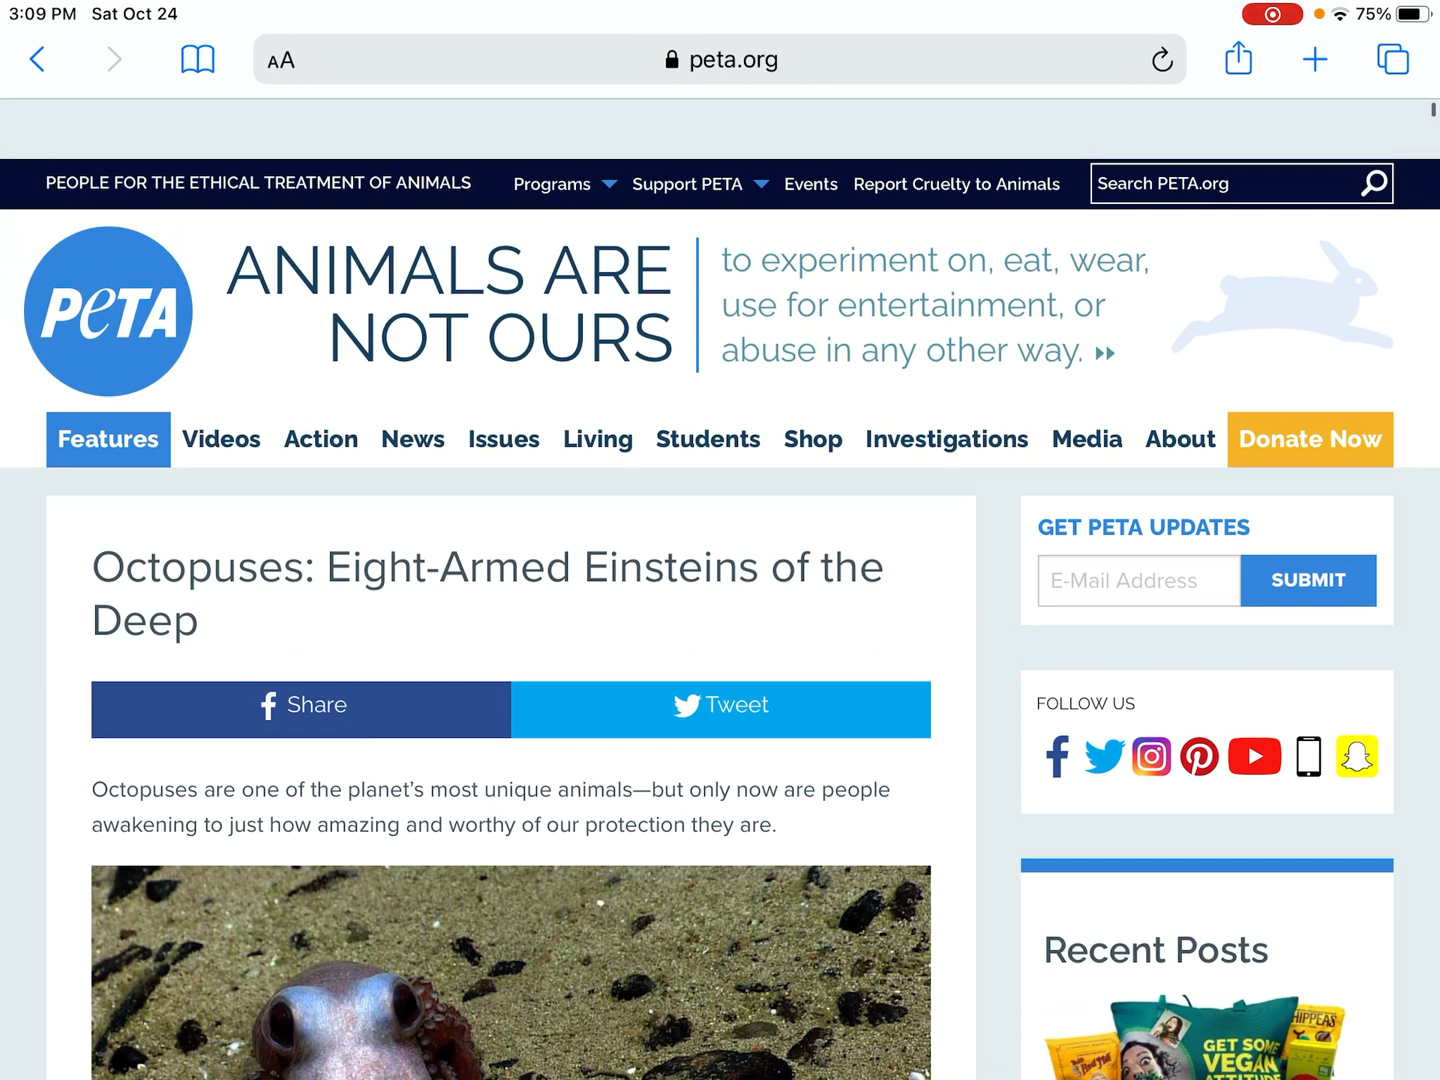 3:09 PM Sat Oct 24
75%
AA
peta.org
PEOPLE FOR THE ETHICAL TREATMENT OF ANIMALS
Programs
Support PETA
Events
Report Cruelty to Animals
Search PETA.org
PETA
ANIMALS ARE
NOT OURS
to experiment on, eat, wear,
use for entertainment, or
abuse in any other way.
Features
Videos
Action
News
Issues
Living
Students
Shop
Investigations
Media
About
Donate Now
Octopuses: Eight-Armed Einsteins of the
Deep
Share
Tweet
Octopuses are one of the planet’s most unique animals—but only now are people
awakening to just how amazing and worthy of our protection they are.
GET PETA UPDATES
E-Mail Address
SUBMIT
FOLLOW US
Recent Posts
HIPPEAS
GET SOME
VEGAN
ATTITUDE